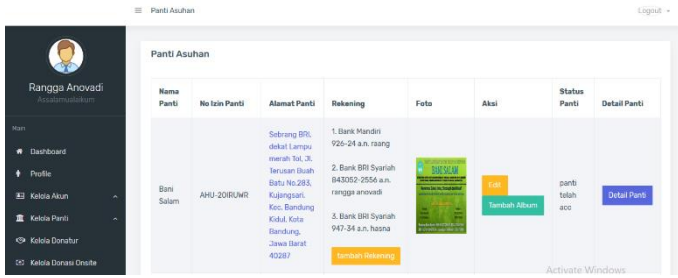 Panti Asuhan
Logout
Rangga Anovadi
Assalamualaikum
Main
Dashboard
Profile
Kelola Akun
Kelola Panti
Kelola Donatur
Kelola Donasi Onsite
Panti Asuhan
Nama Panti
No Izin Panti
Alamat Panti
Rekening
Foto
Aksi
Status Panti
Detail Panti
Bani
Salam
AHU-20IRUWR
Sebrang BRI,
dekat Lampu
merah Tol, Jl.
Terusan Buah
Batu No.283,
Kujangsari,
Kec. Bandung
Kidul, Kota
Bandung,
Jawa Barat
40287
1. Bank Mandiri
926-24 a.n. raang
2. Bank BRI Syariah
843052-2556 a.n.
rangga anovadi
3. Bank BRI Syariah
947-34 a.n. hasna
tambah Rekening
BANI SALAM
Edit
Tambah Album
panti
telah
acc
Detail Panti
Activate Windows